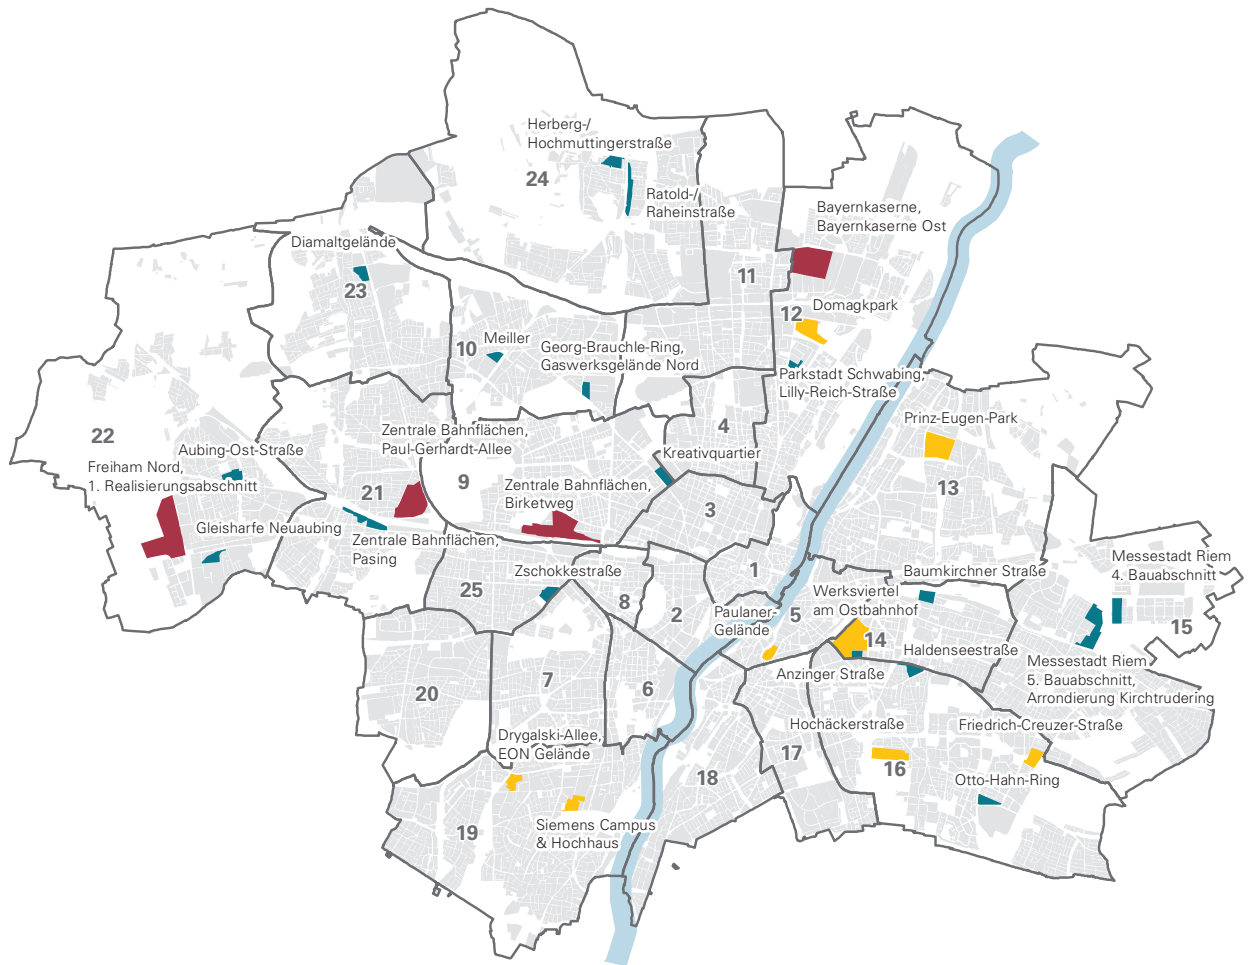 Herberg-/
Hochmuttingerstraße
24
Ratold-/
Raheinstraße
Bayernkaserne,
Bayernkaserne Ost
Diamaltgelände
23
11
Domagkpark
12
10
Meiller
Georg-Brauchle-Ring,
Gaswerksgelände Nord
Parkstadt Schwabing,
Lilly-Reich-Straße
Prinz-Eugen-Park
4
22
Zentrale Bahnflächen,
Paul-Gerhardt-Allee
Aubing-Ost-Straße
Kreativquartier
Freiham Nord,
1. Realisierungsabschnitt
9
Zentrale Bahnflächen,
Birketweg
21
13
3
Gleisharfe Neuaubing
Zentrale Bahnflächen,
Pasing
Zschokkestraße
1
Baumkirchner Straße
Messestadt Riem
4. Bauabschnitt
25
8
2
Paulaner-
Gelände
5
Werksviertel
am Ostbahnhof
14
15
Haldenseestraße
Messestadt Riem
5. Bauabschnitt,
Arrondierung Kirchtrudering
Anzinger Straße
20
7
6
Hochäckerstraße
Friedrich-Creuzer-Straße
Drygalski-Allee,
EON Gelände
17
16
18
Otto-Hahn-Ring
19
Siemens Campus
& Hochhaus